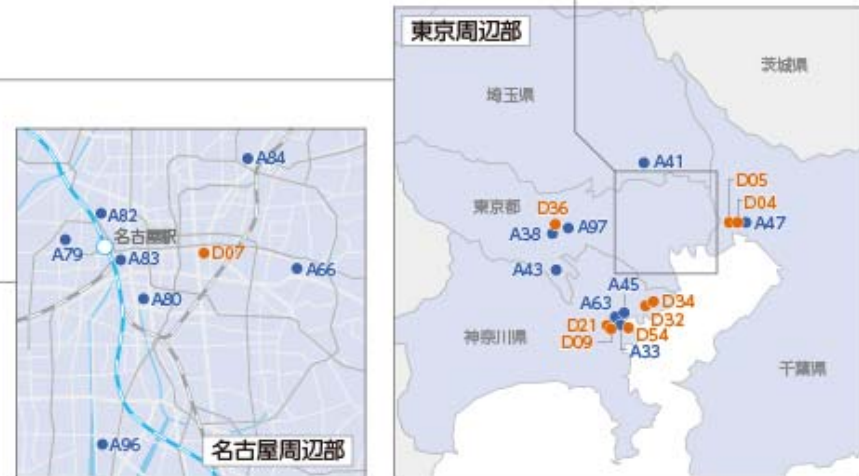 東京周辺部
茨城県
埼玉県
A41
D05
D04
東京都
D36
A97
A47
A38
A43
A45
A63
D34
D32
D21
D54
D09
A33
神奈川県
千葉県
A84
A82
名古屋駅
A79
A83
D07
A66
A80
A96
名古屋周辺部